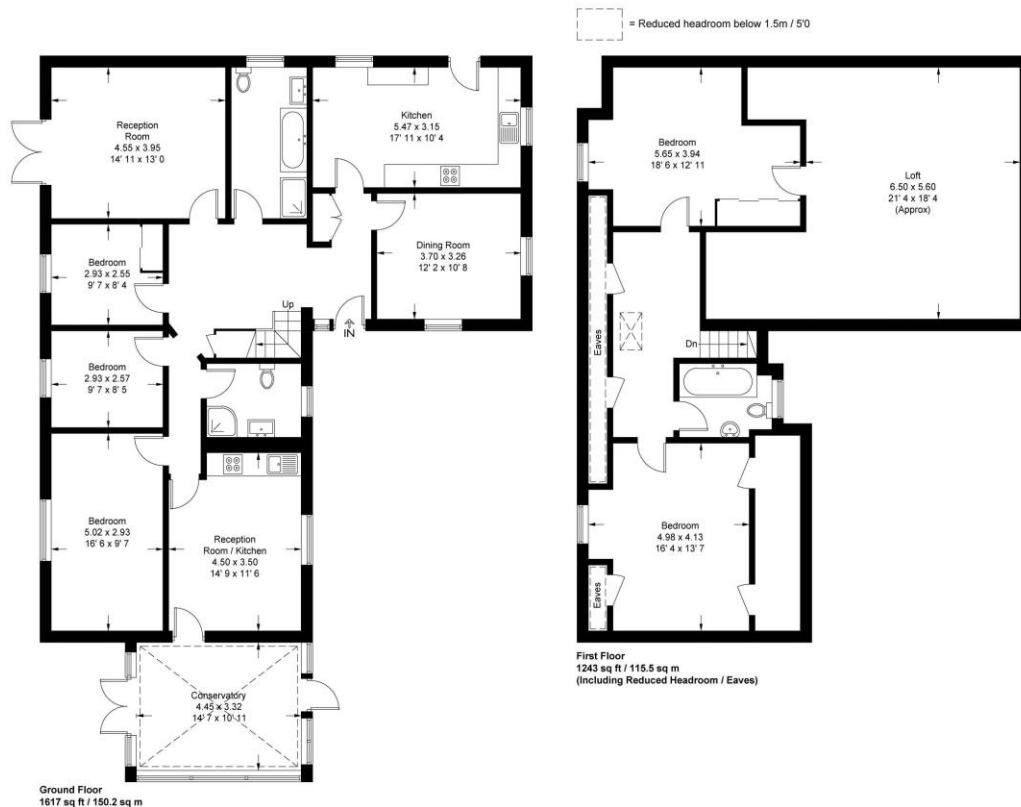 = Reduced headroom below 1.5m / 5'0
Reception
Room
4.55 x 3.95
14' 11 x 13' 0
Kitchen
5.47 x 3.15
17' 11 x 10' 4
Bedroom
2.93 x 2.55
9' 7 x 8' 4
Dining Room
3.70 x 3.26
12' 2 x 10' 8
Up
IN
Bedroom
2.93 x 2.57
9' 7 x 8' 5
Bedroom
5.02 x 2.93
16' 6 x 9' 7
Reception
Room / Kitchen
4.50 x 3.50
14' 9 x 11' 6
Conservatory
4.45 x 3.32
14' 7 x 10' 11
Ground Floor
1617 sq ft / 150.2 sq m
Bedroom
5.65 x 3.94
18' 6 x 12' 11
Loft
6.50 x 5.60
21' 4 x 18' 4
(Approx)
Eaves
Dn
Bedroom
4.98 x 4.13
16' 4 x 13' 7
Eaves
First Floor
1243 sq ft / 115.5 sq m
(Including Reduced Headroom / Eaves)